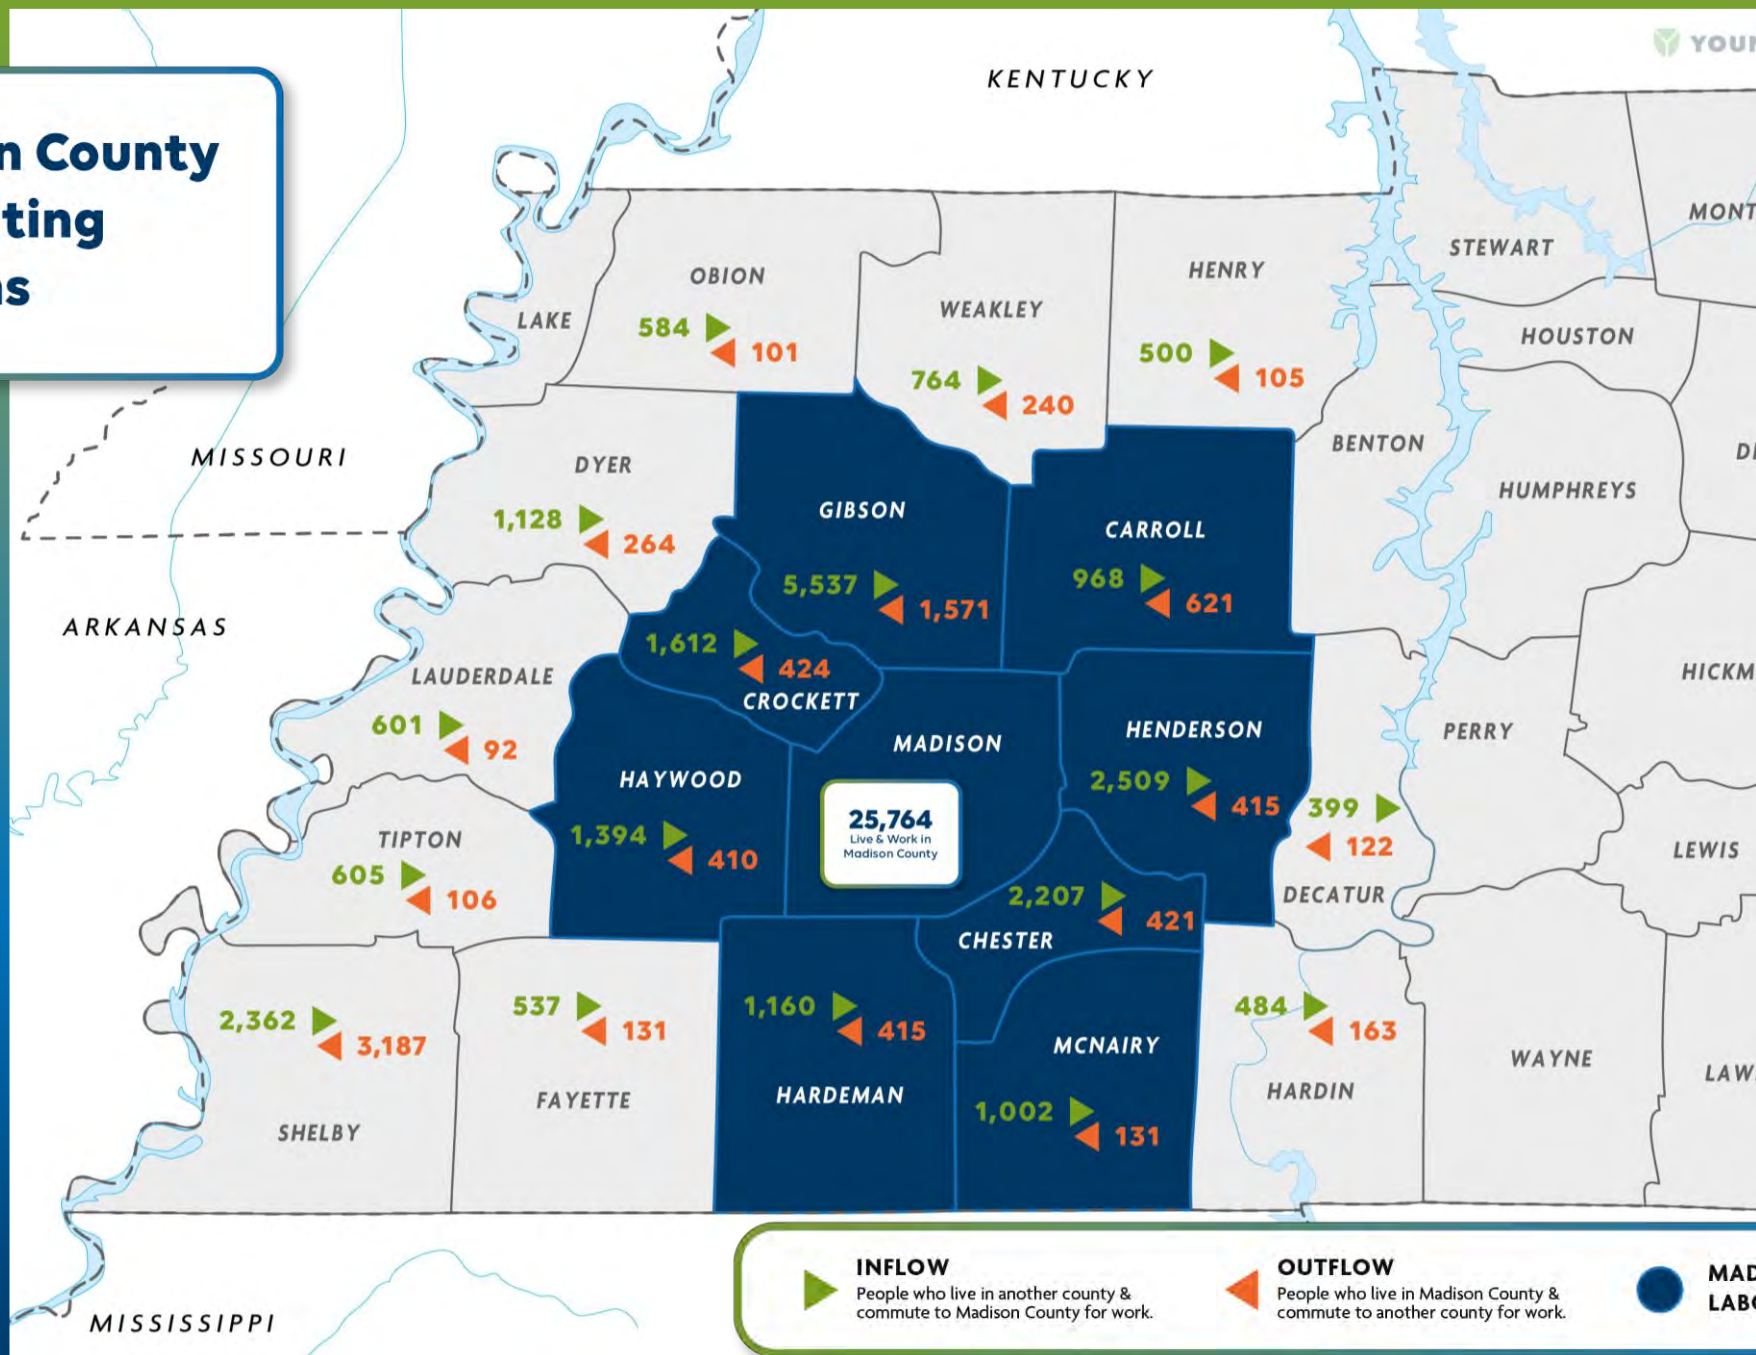 n County
ting
s
YOUN
KENTUCKY
MONT
STEWART
OBION
584
101
LAKE
WEAKLEY
764
240
HENRY
500
105
HOUSTON
MISSOURI
DYER
1,128
264
GIBSON
5,537
1,571
CARROLL
968
621
BENTON
HUMPHREYS
ARKANSAS
1,612
424
CROCKETT
LAUDERDALE
601
92
HICKM
PERRY
MADISON
25,764
Live & Work in
Madison County
HENDERSON
2,509
415
HAYWOOD
1,394
410
399
122
DECATUR
LEWIS
TIPTON
605
106
2,207
421
CHESTER
2,362
3,187
SHELBY
537
131
FAYETTE
1,160
415
HARDEMAN
MCNAIRY
1,002
131
484
163
HARDIN
WAYNE
LAW
MISSISSIPPI
INFLOW
People who live in another county &
commute to Madison County for work.
OUTFLOW
People who live in Madison County &
commute to another county for work.
MAD
LABO